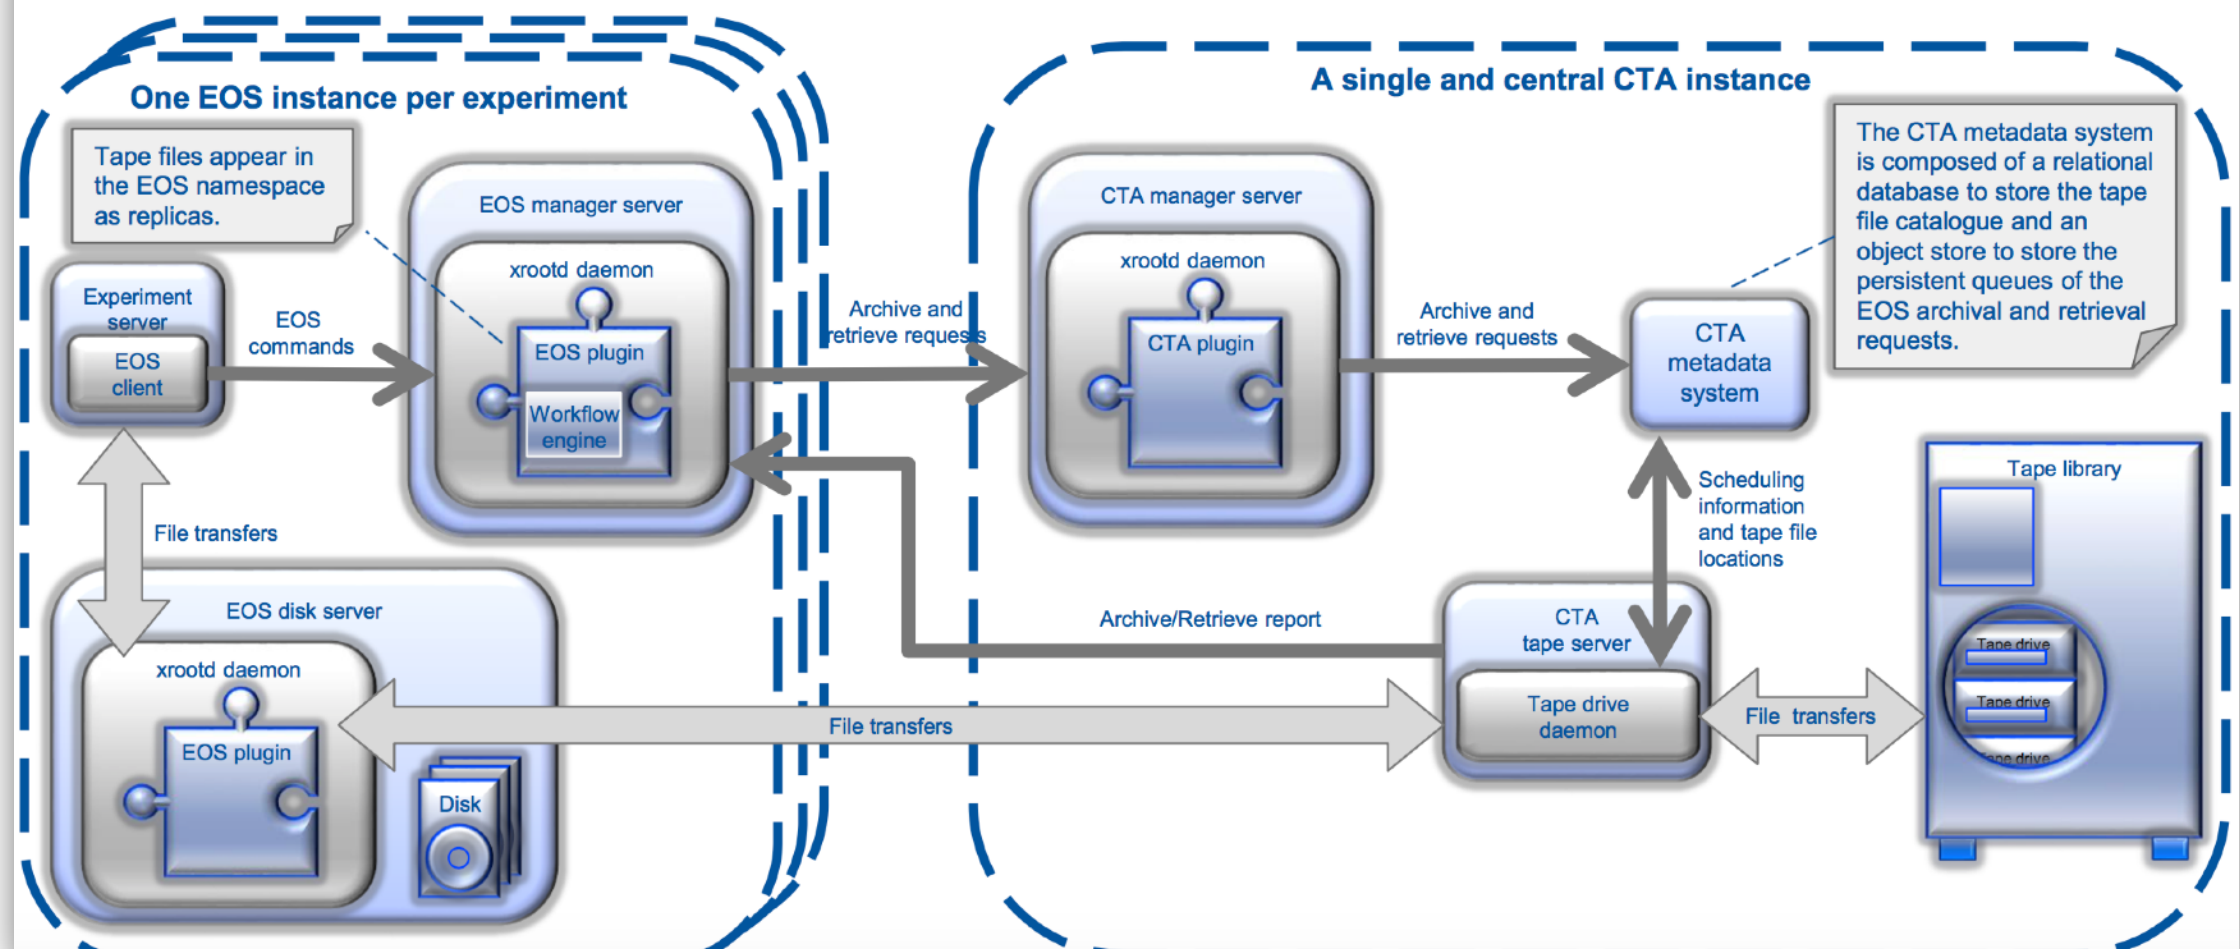 One EOS instance per experiment
Tape files appear in
the EOS namespace
as replicas.
Experiment
server
EOS
client
EOS
commands
EOS manager server
xrootd daemon
EOS plugin
Workflow
engine
Archive and
retrieve requests
File transfers
EOS disk server
xrootd daemon
EOS plugin
Disk
A single and central CTA instance
CTA manager server
xrootd daemon
CTA plugin
Archive and
retrieve requests
CTA
metadata
system
The CTA metadata system
is composed of a relational
database to store the tape
file catalogue and an
object store to store the
persistent queues of the
EOS archival and retrieval
requests.
Scheduling
information
and tape file
locations
Archive/Retrieve report
CTA
tape server
Tape drive
daemon
File transfers
File transfers
Tape library
Tape drive
Tape drive
Tape drive